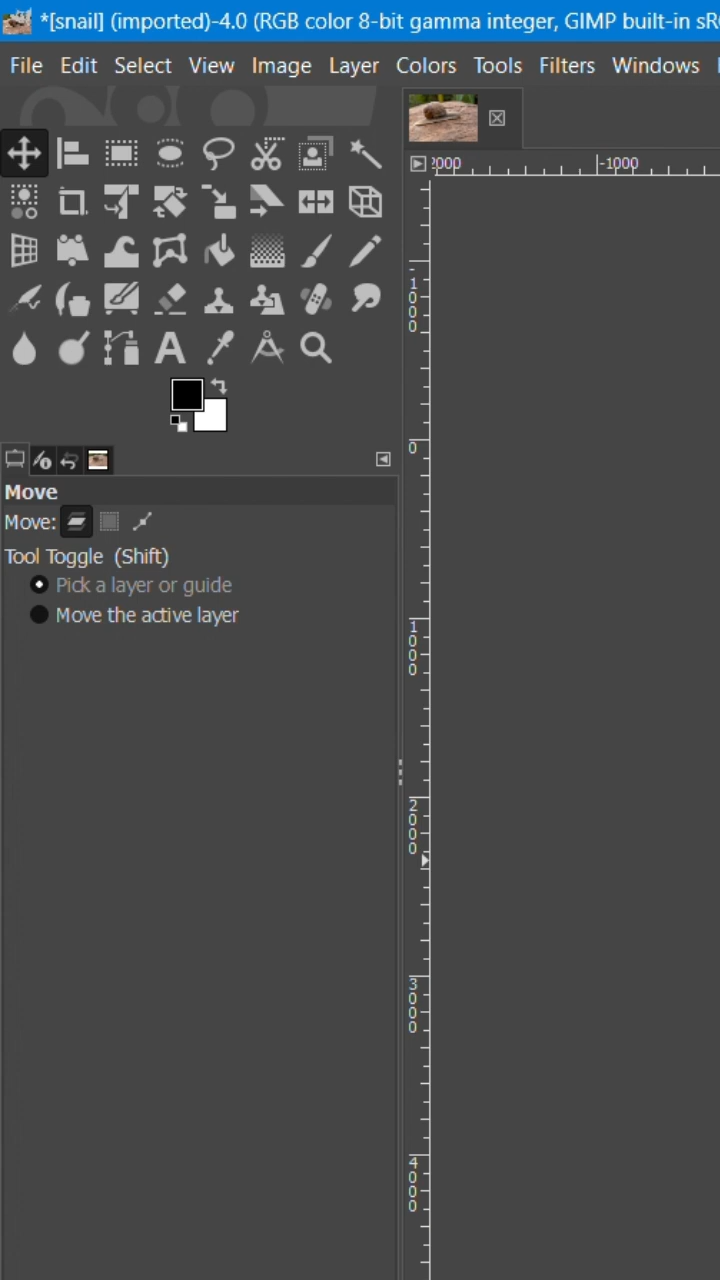 *[snail] (imported)-4.0 (RGB color 8-bit gamma integer, GIMP built-in sR
File Edit Select View Image Layer Colors Tools Filters Windows
2000 -1000
-1000
0
1000
2000
3000
4000
Move
Move:
Tool Toggle (Shift)
Pick a layer or guide
Move the active layer